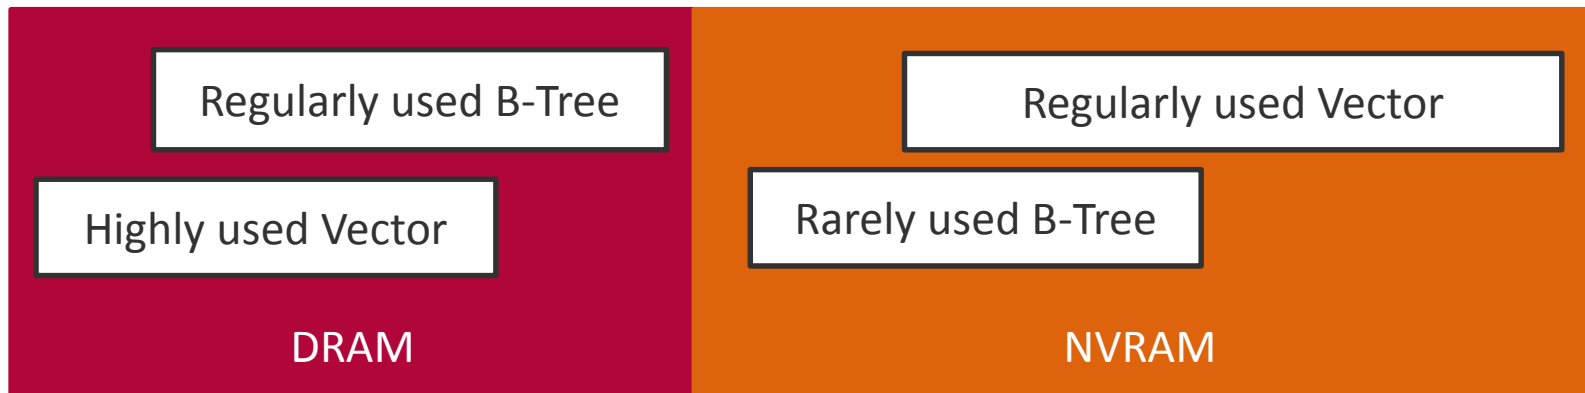 Regularly used B-Tree
Highly used Vector
DRAM
Regularly used Vector
Rarely used B-Tree
NVRAM